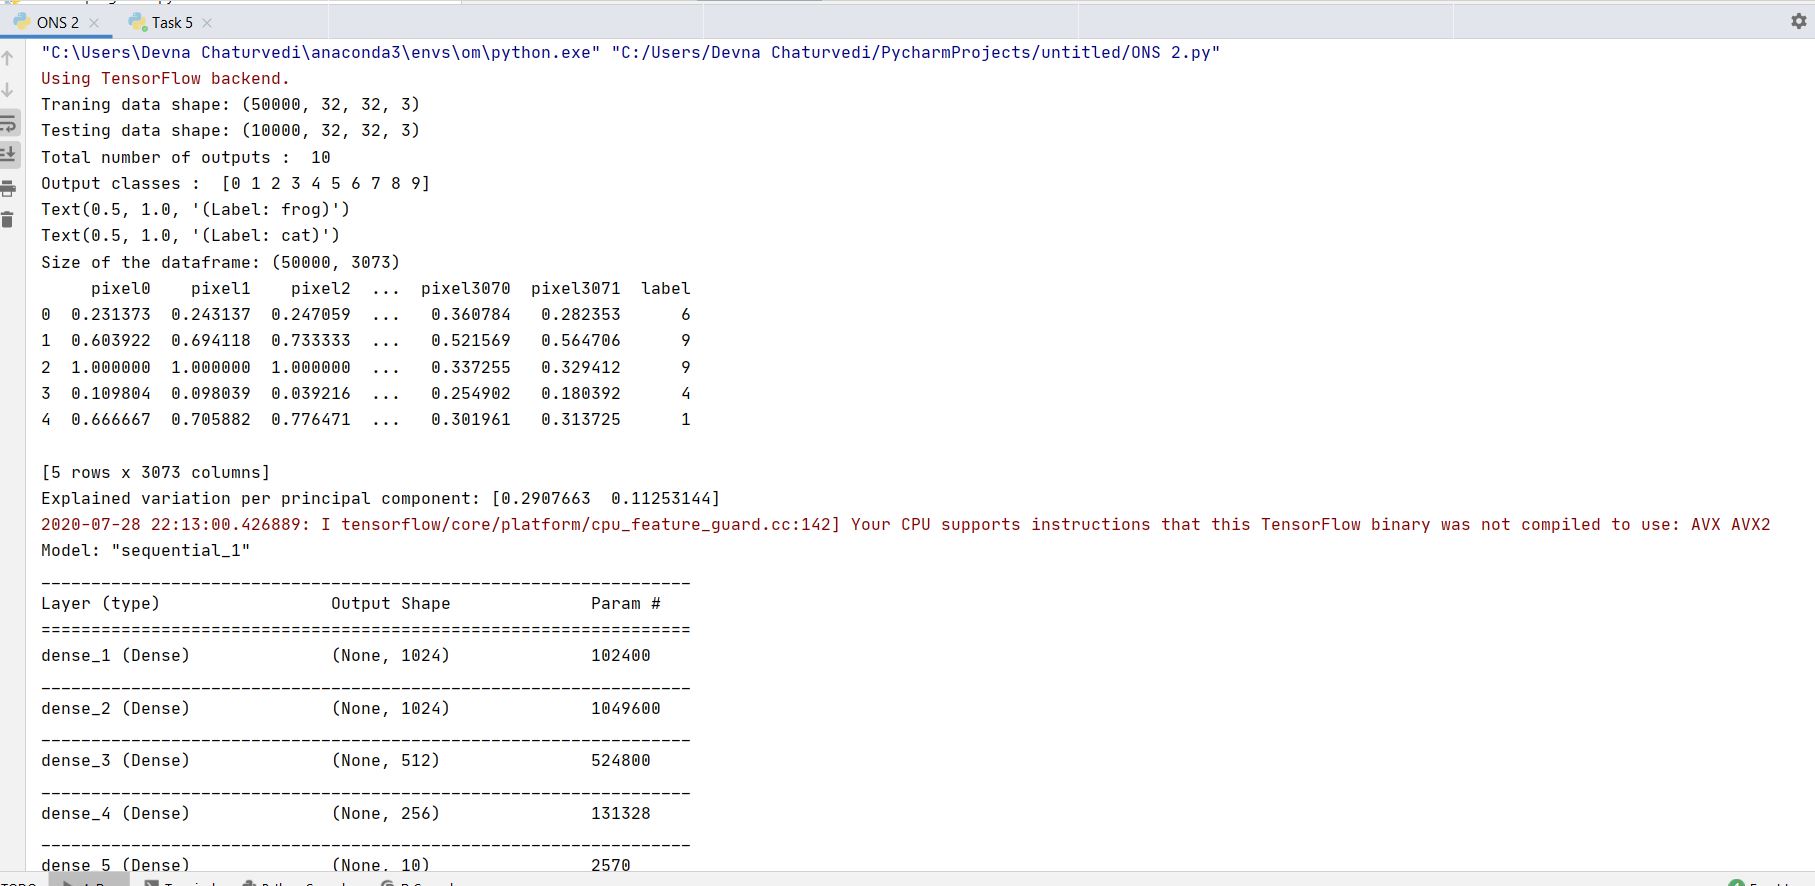 ONS 2 Task 5
"C:\Users\Devna Chaturvedi\anaconda3\envs\om\python.exe" "C:/Users/Devna Chaturvedi/PycharmProjects/untitled/ONS 2.py"
Using TensorFlow backend.
Traning data shape: (50000, 32, 32, 3)
Testing data shape: (10000, 32, 32, 3)
Total number of outputs :  10
Output classes :  [0 1 2 3 4 5 6 7 8 9]
Text(0.5, 1.0, '(Label: frog)')
Text(0.5, 1.0, '(Label: cat)')
Size of the dataframe: (50000, 3073)
pixel0 pixel1 pixel2 ... pixel3070 pixel3071 label
0 0.231373 0.243137 0.247059 ... 0.360784 0.282353 6
1 0.603922 0.694118 0.733333 ... 0.521569 0.564706 9
2 1.000000 1.000000 1.000000 ... 0.337255 0.329412 9
3 0.109804 0.098039 0.039216 ... 0.254902 0.180392 4
4 0.666667 0.705882 0.776471 ... 0.301961 0.313725 1
[5 rows x 3073 columns]
Explained variation per principal component: [0.2907663  0.11253144]
2020-07-28 22:13:00.426889: I tensorflow/core/platform/cpu_feature_guard.cc:142] Your CPU supports instructions that this TensorFlow binary was not compiled to use: AVX AVX2
Model: "sequential_1"
_________________________________________________________________
Layer (type) Output Shape Param #
=================================================================
dense_1 (Dense) (None, 1024) 102400
_________________________________________________________________
dense_2 (Dense) (None, 1024) 1049600
_________________________________________________________________
dense_3 (Dense) (None, 512) 524800
_________________________________________________________________
dense_4 (Dense) (None, 256) 131328
_________________________________________________________________
dense_5 (Dense) (None, 10) 2570